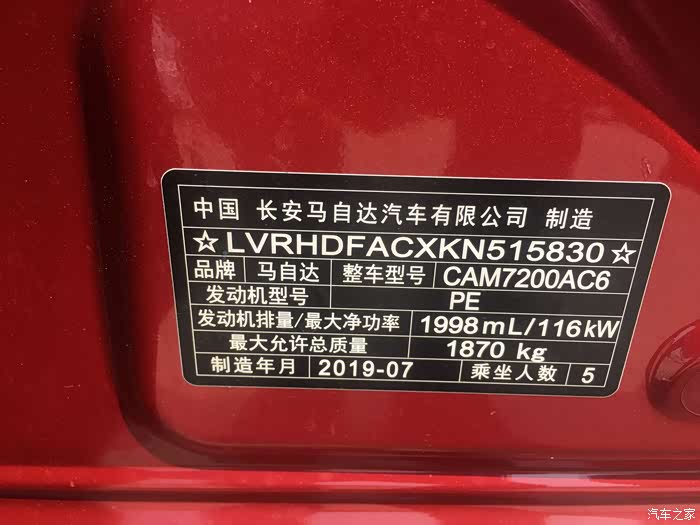 中国 长安马自达汽车有限公司 制造
☆LVRHDFACXKN515830☆
品牌 马自达 整车型号 CAM7200AC6
发动机型号 PE
发动机排量/最大净功率 1998mL/116kW
最大允许总质量 1870 kg
制造年月 2019-07 乘坐人数 5
汽车之家